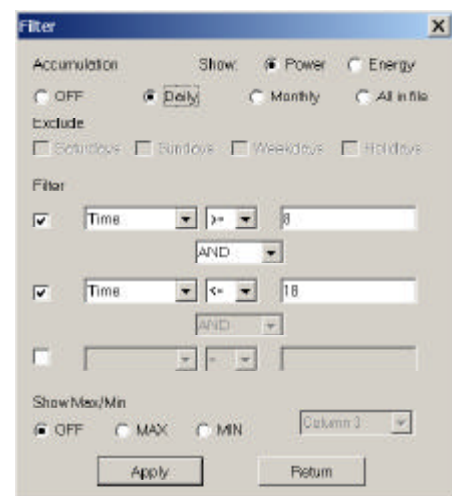 Filter
Accumulation Show: Power Energy
OFF Daily Monthly All in file
Exclude
Saturdays Sundays Weekdays Holidays
Filter
Time >= 8
AND
Time <= 18
AND
=
Show Max/Min
OFF MAX MIN Column 3
Apply Return